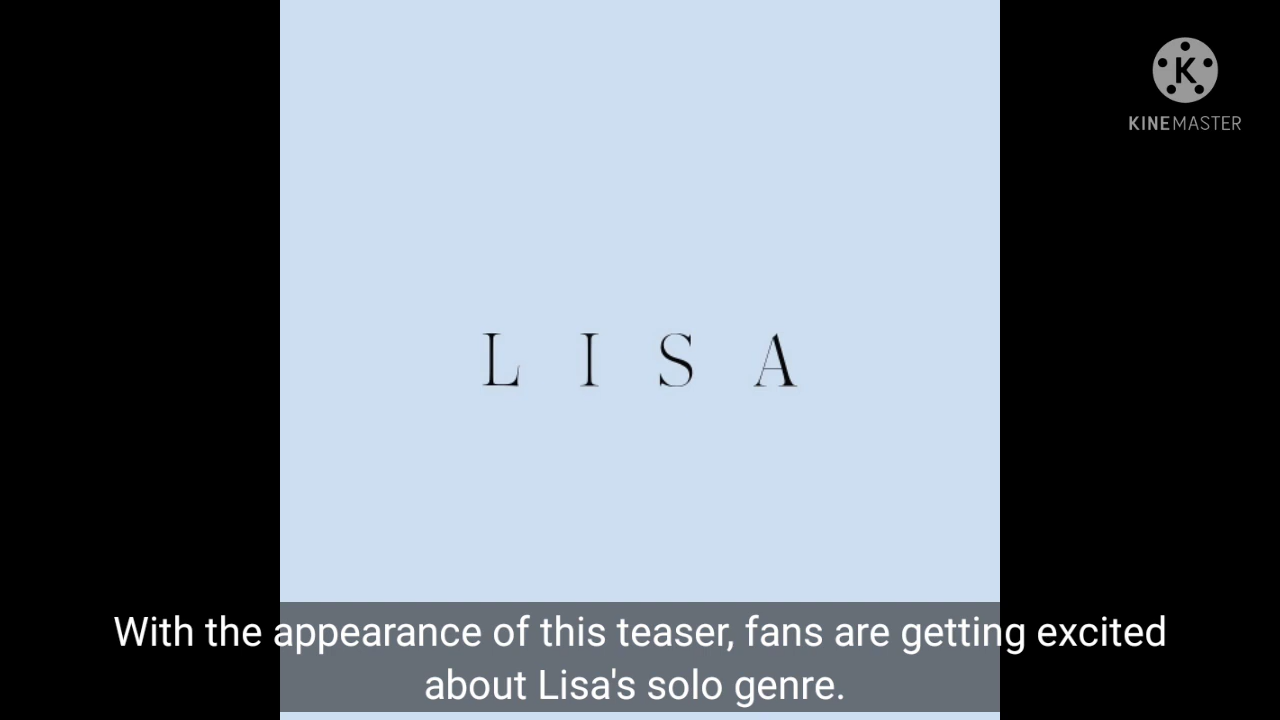 K
KINEMASTER
L I S A
With the appearance of this teaser, fans are getting excited
about Lisa's solo genre.